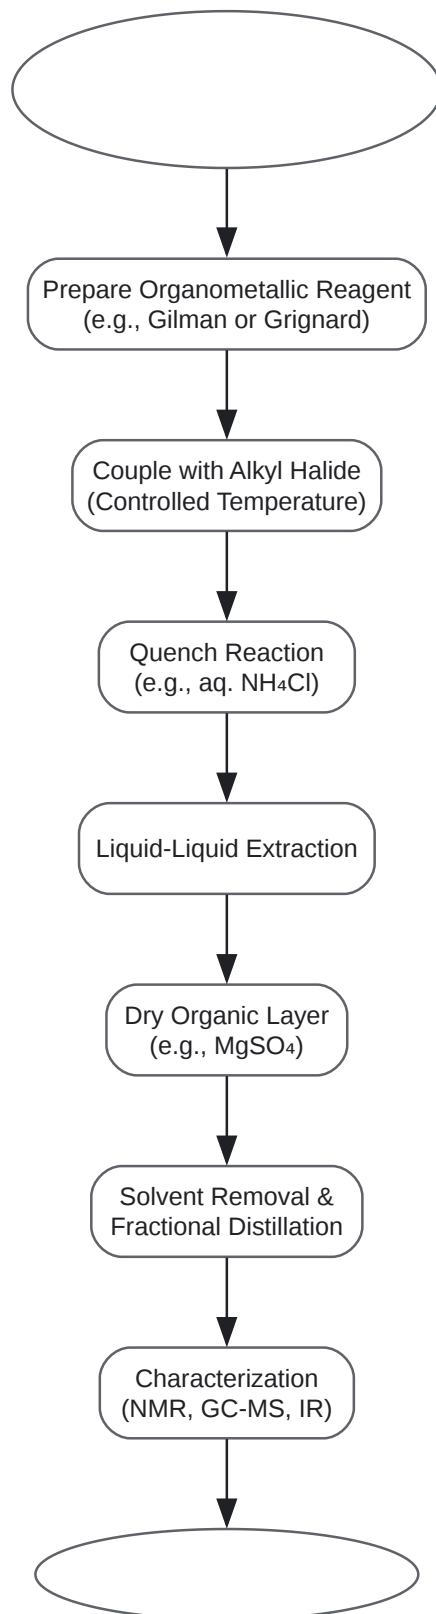 Prepare Organometallic Reagent
(e.g., Gilman or Grignard)
Couple with Alkyl Halide
(Controlled Temperature)
Quench Reaction
(e.g., aq. NH₄Cl)
Liquid-Liquid Extraction
Dry Organic Layer
(e.g., MgSO₄)
Solvent Removal &
Fractional Distillation
Characterization
(NMR, GC-MS, IR)